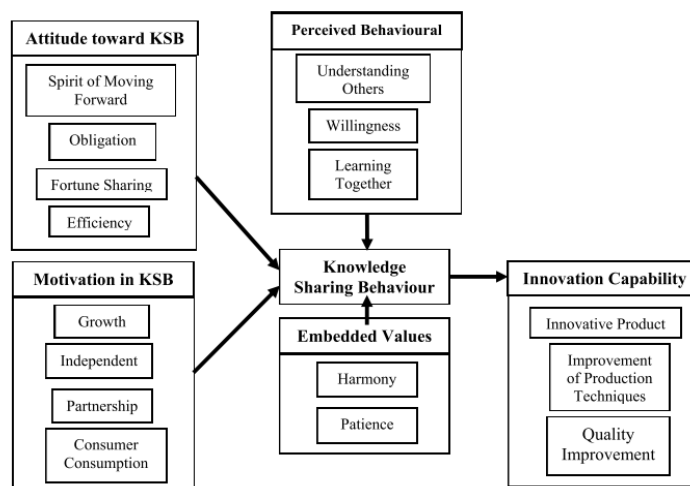 Attitude toward KSB
Spirit of Moving
Forward
Obligation
Fortune Sharing
Efficiency
Motivation in KSB
Growth
Independent
Partnership
Consumer
Consumption
Perceived Behavioural
Understanding
Others
Willingness
Learning
Together
Knowledge
Sharing Behaviour
Embedded Values
Harmony
Patience
Innovation Capability
Innovative Product
Improvement
of Production
Techniques
Quality
Improvement